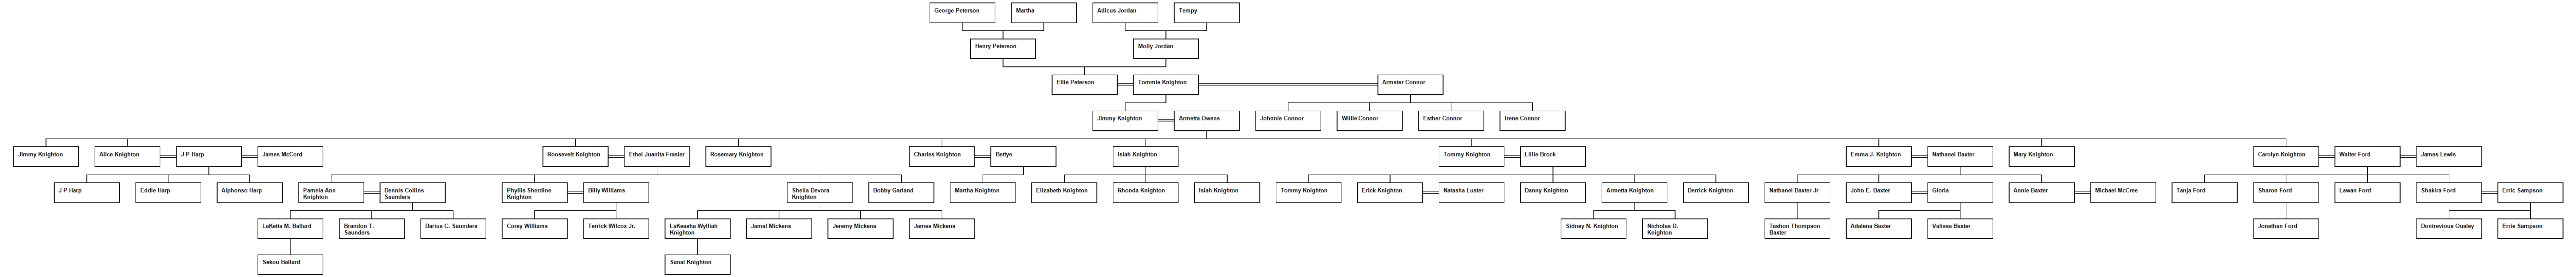 George Peterson
Martha
Adicus Jordan
Tempy
Henry Peterson
Molly Jordan
Ellie Peterson
Tommie Knighton
Armster Connor
Jimmy Knighton
Armetta Owens
Johnnie Connor
Willie Connor
Esther Connor
Irene Connor
Jimmy Knighton
Alice Knighton
J P Harp
James McCord
Roosevelt Knighton
Ethel Juanita Frasier
Rosemary Knighton
Charles Knighton
Bettye
Isiah Knighton
Tommy Knighton
Lillie Brock
Emma J. Knighton
Nathanel Baxter
Mary Knighton
Carolyn Knighton
Walter Ford
James Lewis
J P Harp
Eddie Harp
Alphonso Harp
Pamela Ann
Knighton
Dennis Collins
Saunders
Phyllis Sherdine
Knighton
Billy Williams
Sheila Devora
Knighton
Bobby Garland
Martha Knighton
Elizabeth Knighton
Rhonda Knighton
Isiah Knighton
Tommy Knighton
Erick Knighton
Natasha Luster
Danny Knighton
Armetta Knighton
Derrick Knighton
Nathanel Baxter Jr
John E. Baxter
Gloria
Annie Baxter
Michael McCree
Tanja Ford
Sharon Ford
Lawan Ford
Shakira Ford
Erric Sampson
LaKetta M. Ballard
Brandon T.
Saunders
Darius C. Saunders
Corey Williams
Terrick Wilcox Jr.
LaKeasha Wylliah
Knighton
Jamal Mickens
Jeremy Mickens
James Mickens
Sidney N. Knighton
Nicholas D.
Knighton
Tashon Thompson
Baxter
Adalena Baxter
Valissa Baxter
Jonathan Ford
Dontrevious Ousley
Errie Sampson
Sekou Ballard
Sanai Knighton